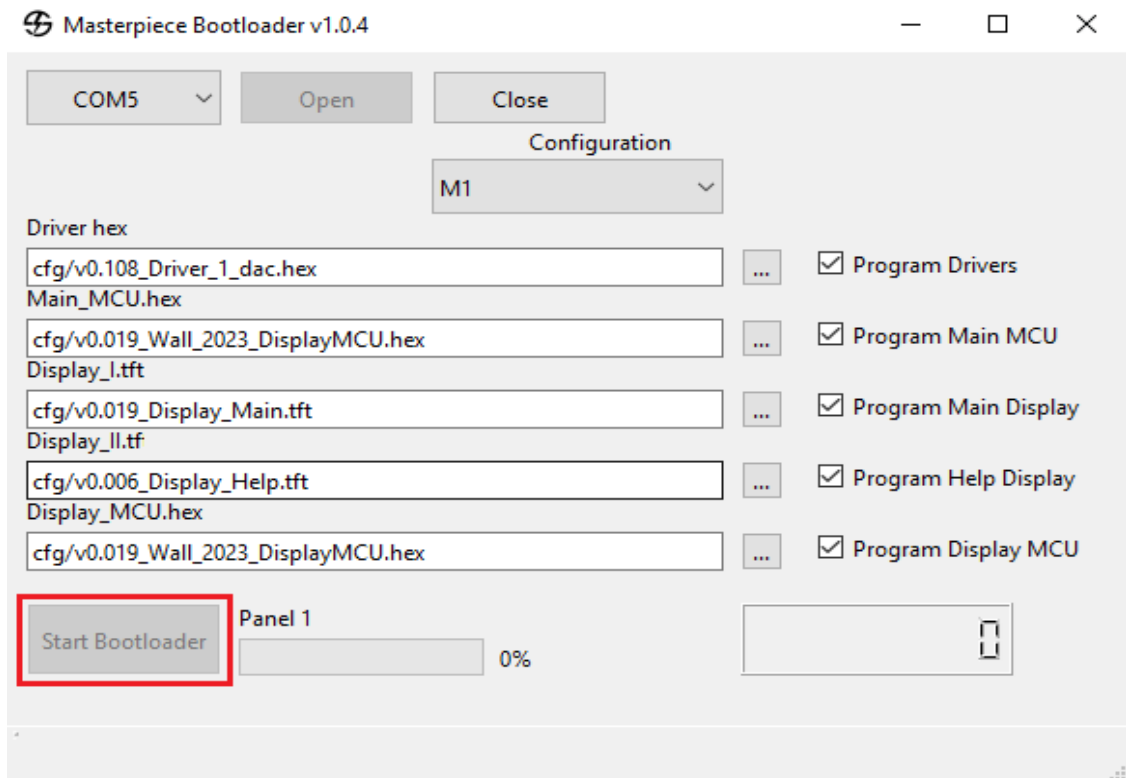 Masterpiece Bootloader v1.0.4
COM5 Open Close
Configuration
M1
Driver hex
cfg/v0.108_Driver_1_dac.hex ... Program Drivers
Main_MCU.hex
cfg/v0.019_Wall_2023_DisplayMCU.hex ... Program Main MCU
Display_I.tft
cfg/v0.019_Display_Main.tft ... Program Main Display
Display_II.tf
cfg/v0.006_Display_Help.tft ... Program Help Display
Display_MCU.hex
cfg/v0.019_Wall_2023_DisplayMCU.hex ... Program Display MCU
Start Bootloader
Panel 1
0%
0